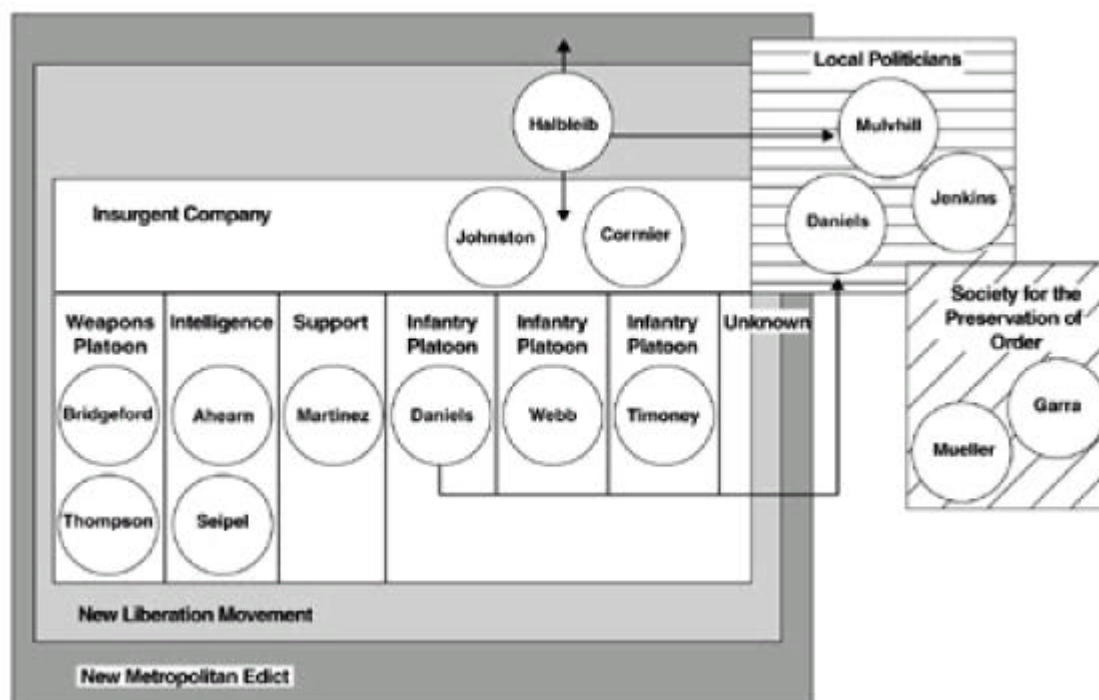 Local Politicians
Halbleib
Mulvhill
Insurgent Company
Johnston
Cormier
Daniels
Jenkins
Weapons
Platoon
Intelligence
Support
Infantry
Platoon
Infantry
Platoon
Infantry
Platoon
Unknown
Society for the
Preservation of
Order
Bridgeford
Ahearn
Martinez
Daniels
Webb
Timoney
Garra
Mueller
Thompson
Seipel
New Liberation Movement
New Metropolitan Edict